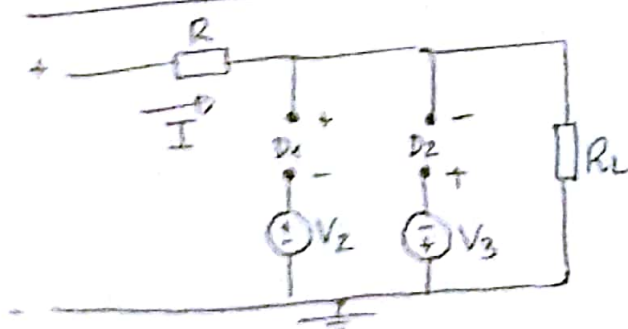 R
+
I
+ -
D1 D2
- +
+ - V2 - + V3
RL
-